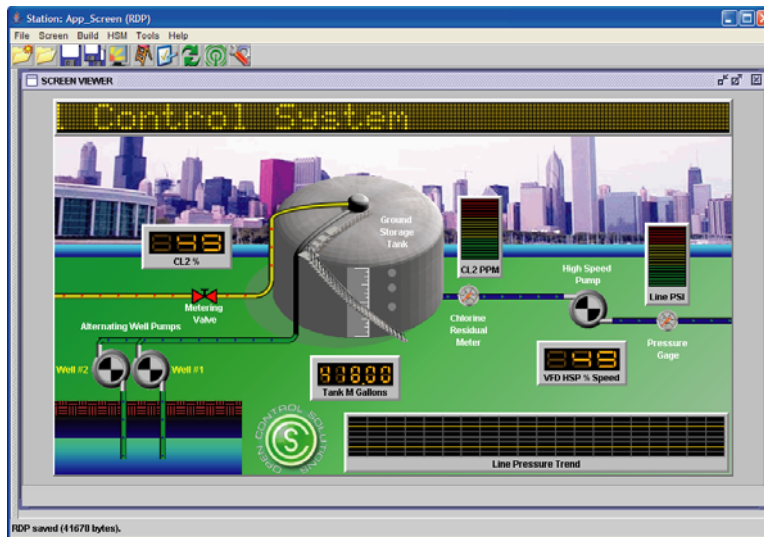 Station: App_Screen (RDP)
File Screen Build HSM Tools Help
SCREEN VIEWER
Control System
Ground
Storage
Tank
CL2 %
CL2 PPM
High Speed
Pump
Line PSI
Metering
Valve
Chlorine
Residual
Meter
Pressure
Gage
Alternating Well Pumps
Well #2
Well #1
Tank M Gallons
VFD HSP % Speed
OPEN CONTROL SOLUTIONS
Line Pressure Trend
RDP saved (41670 bytes).